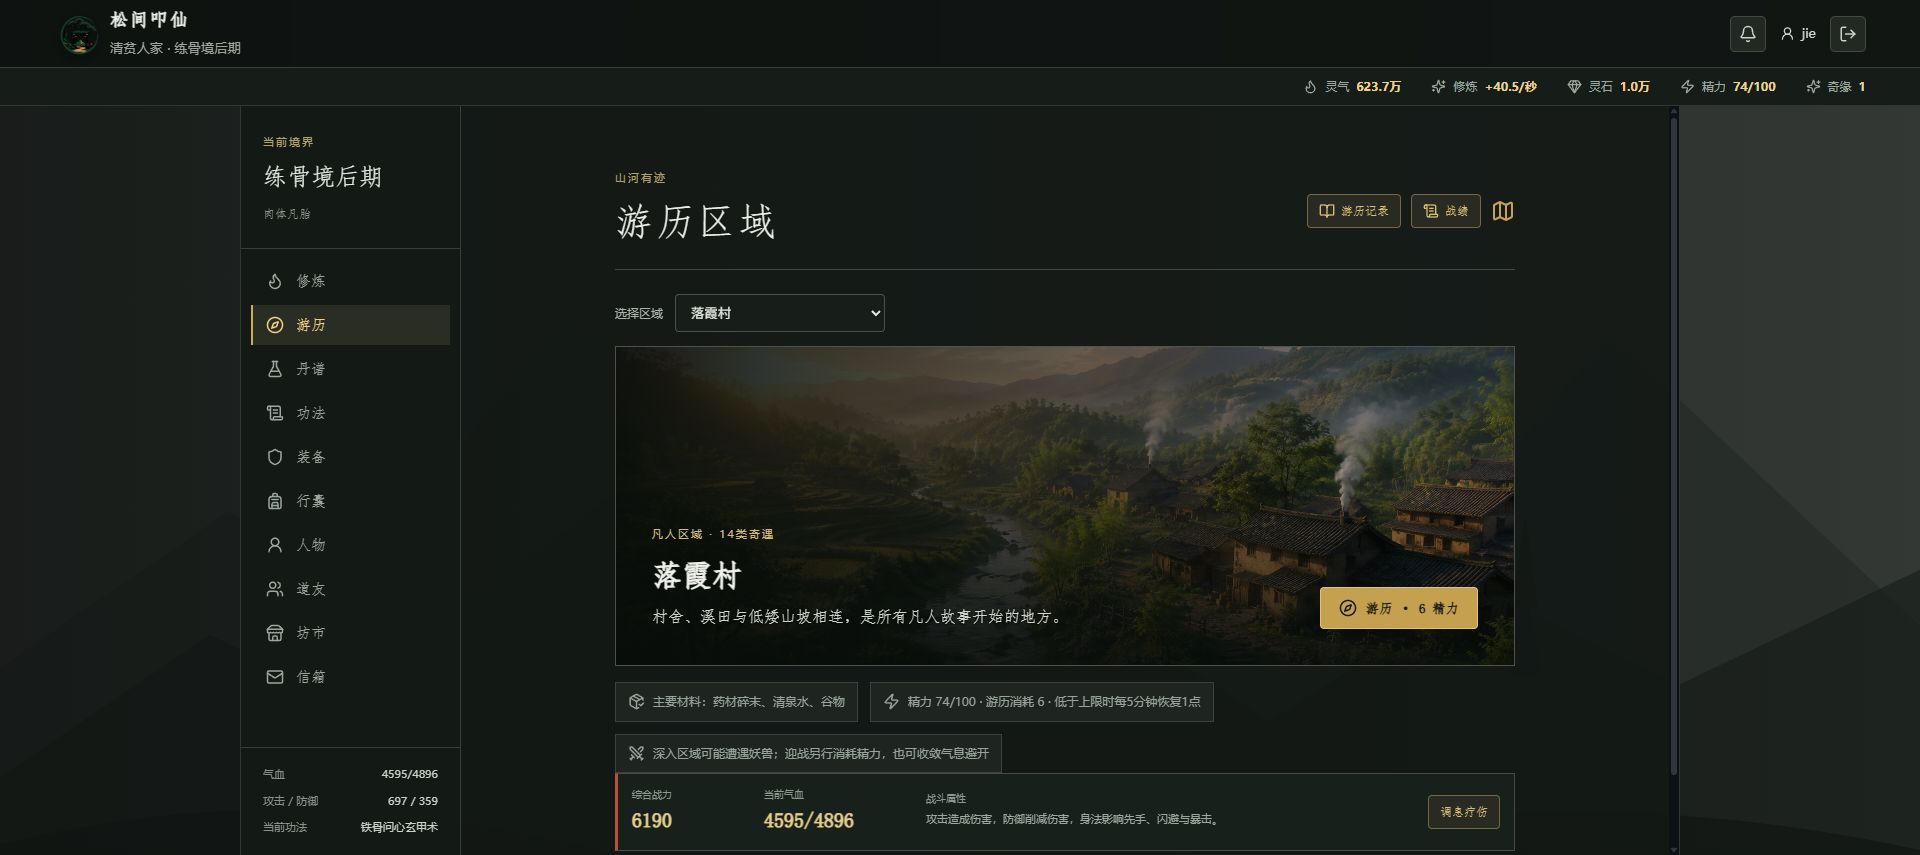 松间叩仙
清贫人家 · 练骨境后期
jie
灵气 623.7万
修炼 +40.5/秒
灵石 1.0万
精力 74/100
奇缘 1
当前境界
练骨境后期
肉体凡胎
修炼
游历
丹谱
功法
装备
行囊
人物
道友
坊市
信箱
气血 4595/4896
攻击 / 防御 697 / 359
当前功法 铁骨问心玄甲术
山河有迹
游历区域
游历记录
战绩
选择区域 落霞村
凡人区域 · 14类奇遇
落霞村
村舍、溪田与低矮山坡相连，是所有凡人故事开始的地方。
游历 • 6 精力
主要材料：药材碎末、清泉水、谷物
精力 74/100 · 游历消耗 6 · 低于上限时每5分钟恢复1点
深入区域可能遭遇妖兽；迎战另行消耗精力，也可收敛气息避开
综合战力
6190
当前气血
4595/4896
战斗属性
攻击造成伤害，防御削减伤害，身法影响先手、闪避与暴击。
调息疗伤